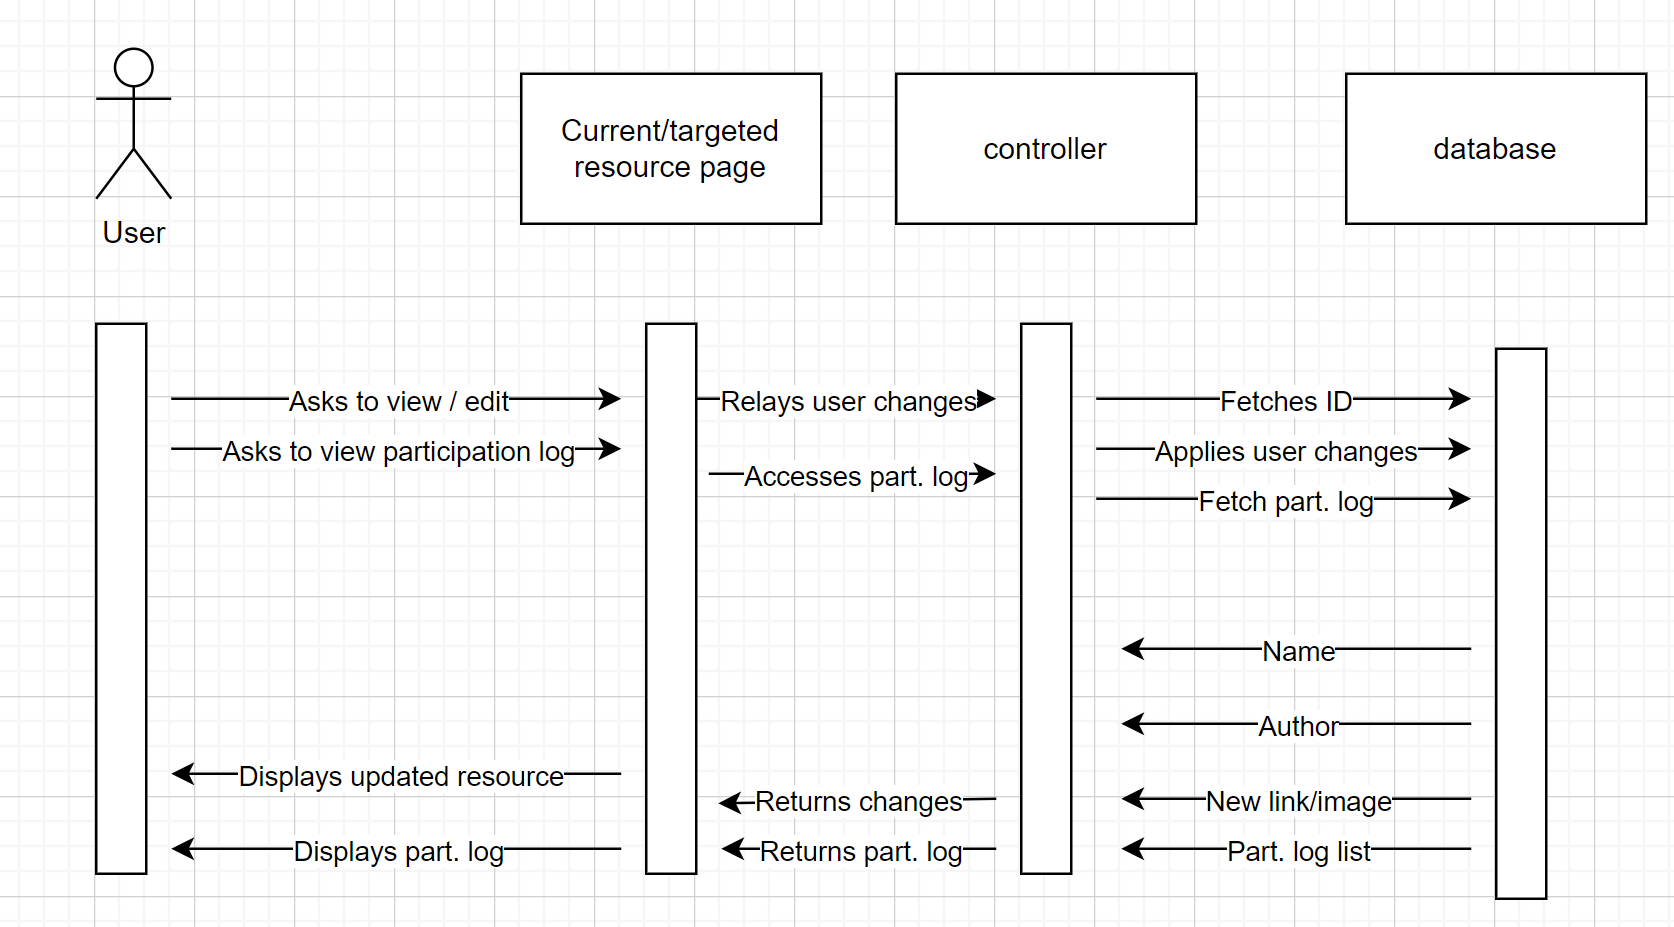 User
Current/targeted
resource page
controller
database
Asks to view / edit
Relays user changes
Fetches ID
Asks to view participation log
Accesses part. log
Applies user changes
Fetch part. log
Name
Author
Displays updated resource
Returns changes
New link/image
Displays part. log
Returns part. log
Part. log list